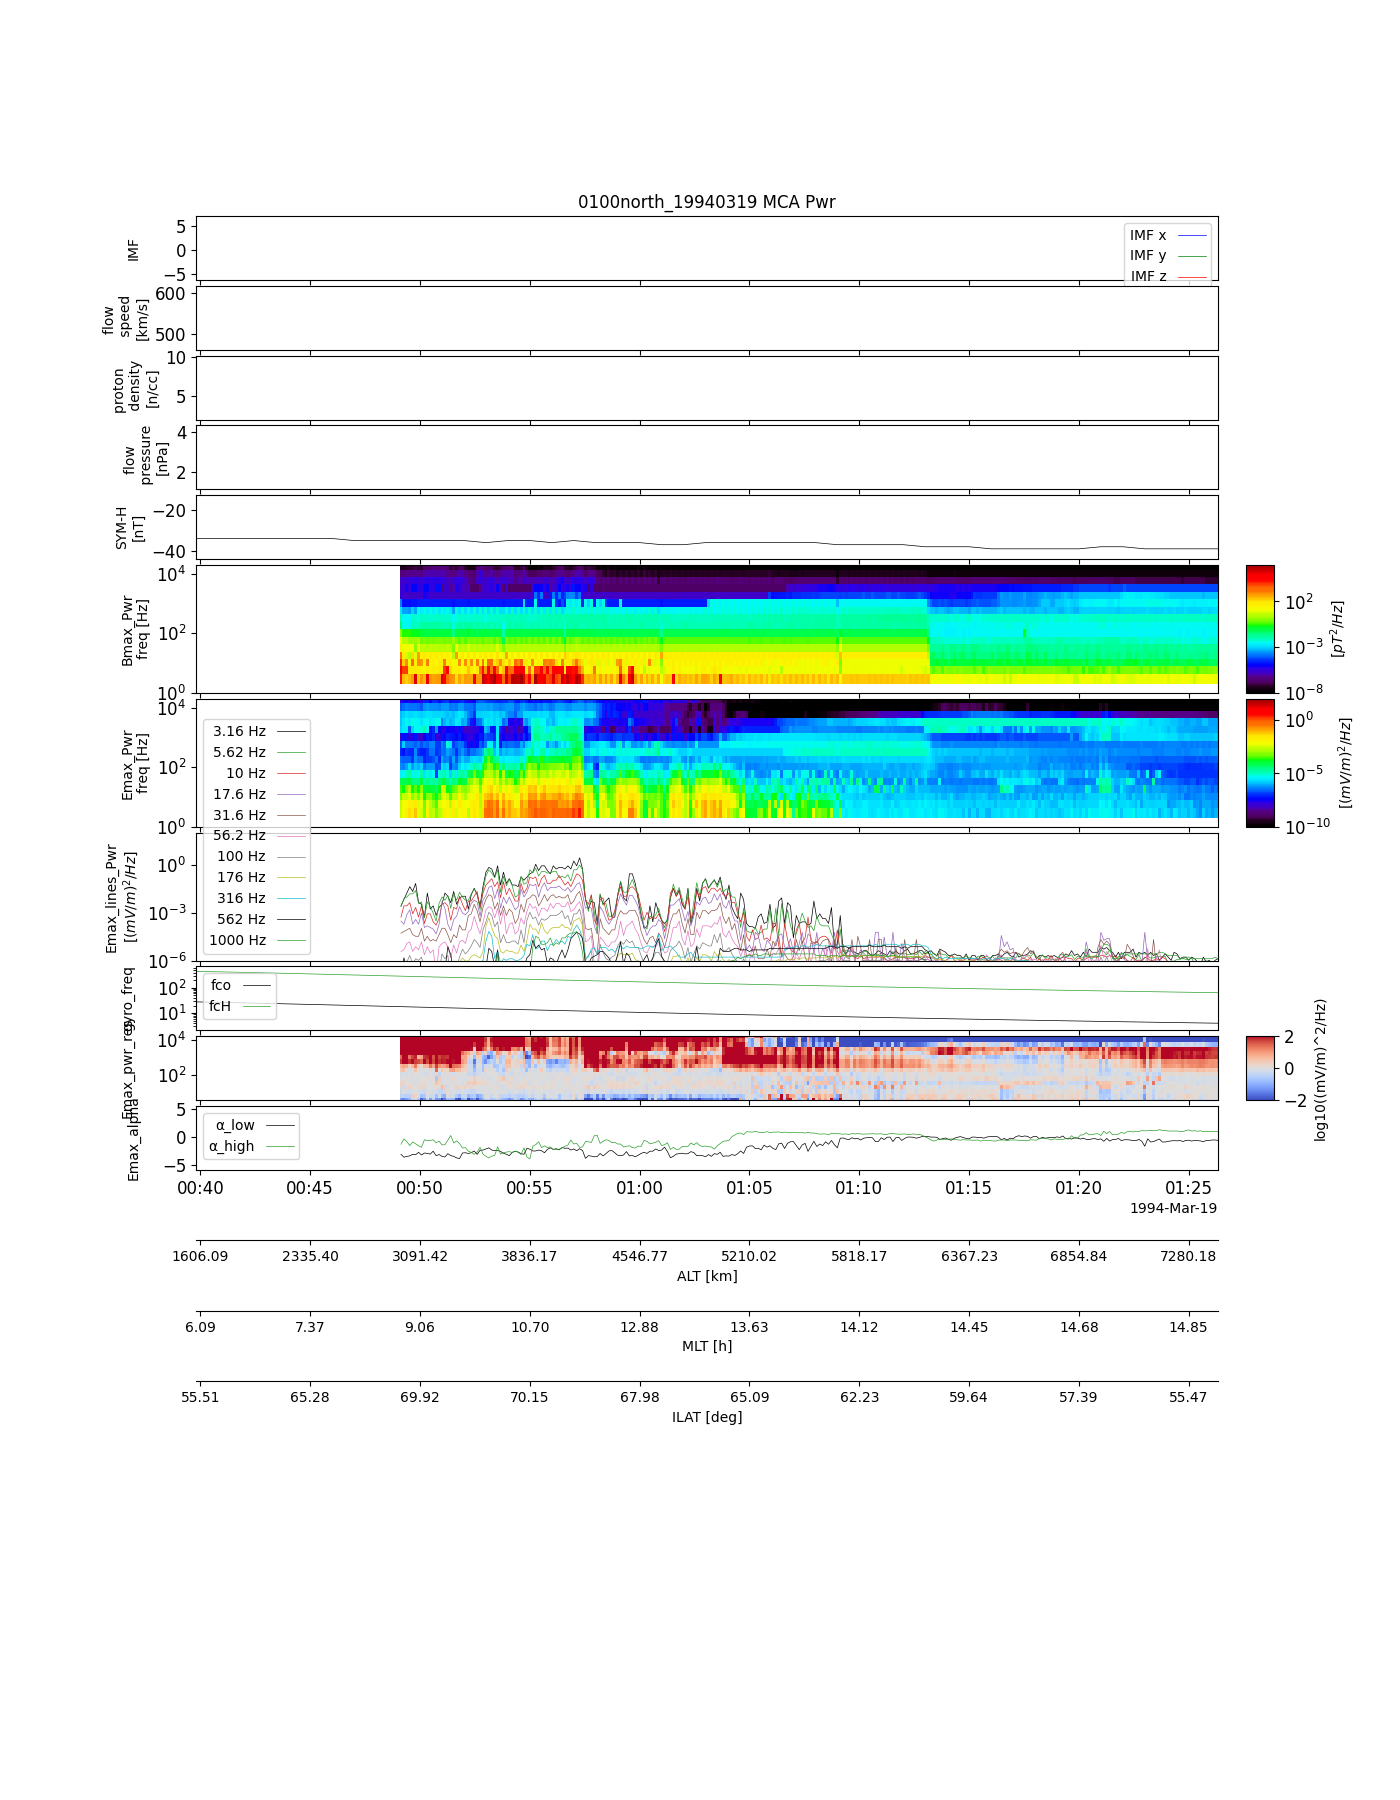 0100north_19940319 MCA Pwr
5
0
−5
IMF
IMF x
IMF y
IMF z
600
500
flow
speed
[km/s]
10
5
proton
density
[n/cc]
4
2
flow
pressure
[nPa]
−20
−40
SYM-H
[nT]
10^4
10^2
10^0
Bmax_Pwr
freq [Hz]
10^2
10^−3
10^−8
[pT^2/Hz]
10^4
10^2
10^0
Emax_Pwr
freq [Hz]
10^0
10^−5
10^−10
[(mV/m)^2/Hz]
3.16 Hz
5.62 Hz
10 Hz
17.6 Hz
31.6 Hz
56.2 Hz
100 Hz
176 Hz
316 Hz
562 Hz
1000 Hz
10^0
10^−3
10^−6
Emax_lines_Pwr
[(mV/m)^2/Hz]
10^2
10^1
gyro_freq
fco
fcH
10^4
10^2
Emax_pwr_res
2
0
−2
log10((mV/m)^2/Hz)
5
0
−5
Emax_alpha
α_low
α_high
00:40 00:45 00:50 00:55 01:00 01:05 01:10 01:15 01:20 01:25
1994-Mar-19
1606.09 2335.40 3091.42 3836.17 4546.77 5210.02 5818.17 6367.23 6854.84 7280.18
ALT [km]
6.09 7.37 9.06 10.70 12.88 13.63 14.12 14.45 14.68 14.85
MLT [h]
55.51 65.28 69.92 70.15 67.98 65.09 62.23 59.64 57.39 55.47
ILAT [deg]